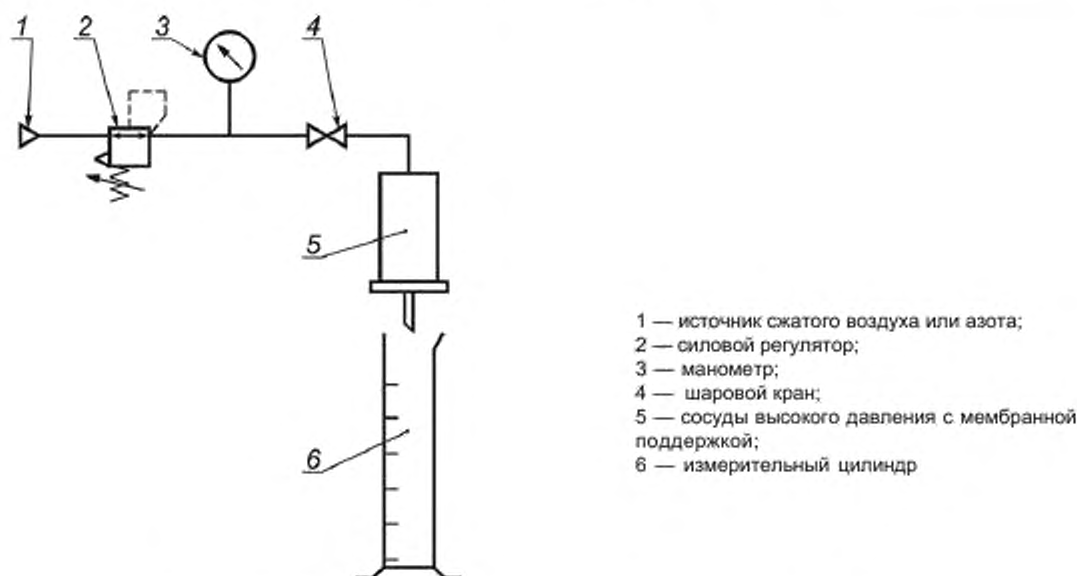 1 2 3 4
5
6
1 — источник сжатого воздуха или азота;
2 — силовой регулятор;
3 — манометр;
4 — шаровой кран;
5 — сосуды высокого давления с мембранной
поддержкой;
6 — измерительный цилиндр